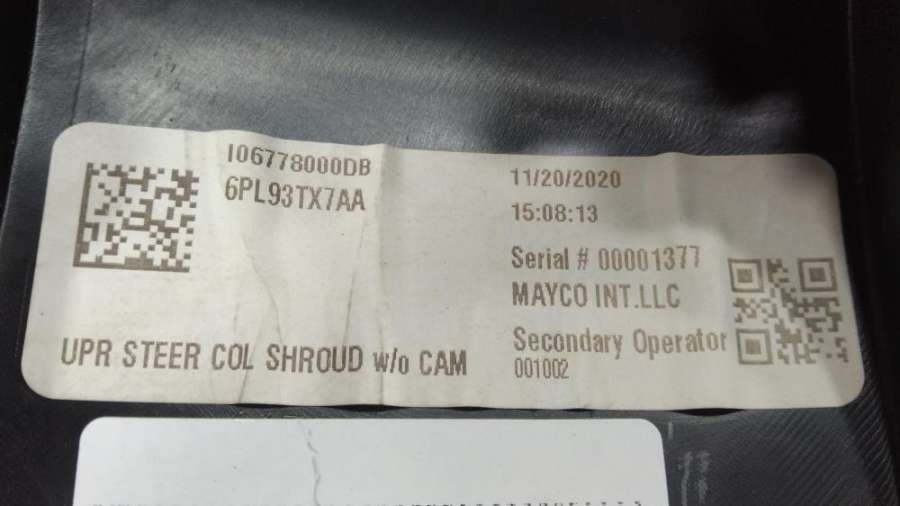 I06778000DB
6PL93TX7AA
11/20/2020
15:08:13
Serial # 00001377
MAYCO INT.LLC
Secondary Operator
001002
UPR STEER COL SHROUD w/o CAM